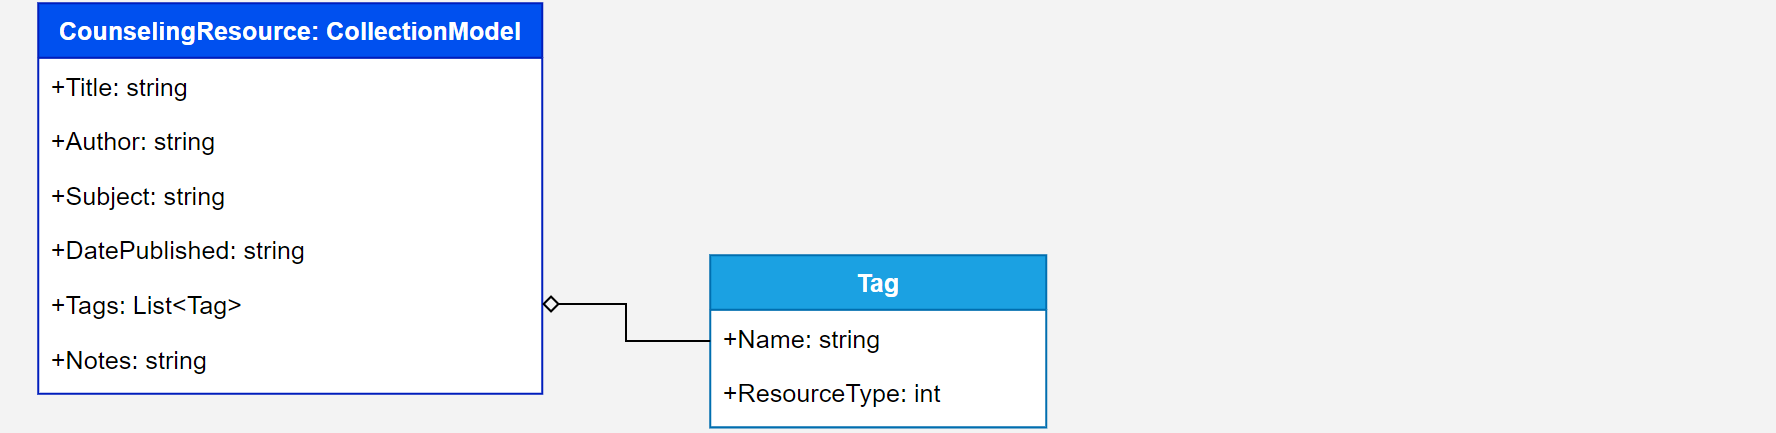 CounselingResource: CollectionModel
+Title: string
+Author: string
+Subject: string
+DatePublished: string
+Tags: List<Tag>
+Notes: string
Tag
+Name: string
+ResourceType: int